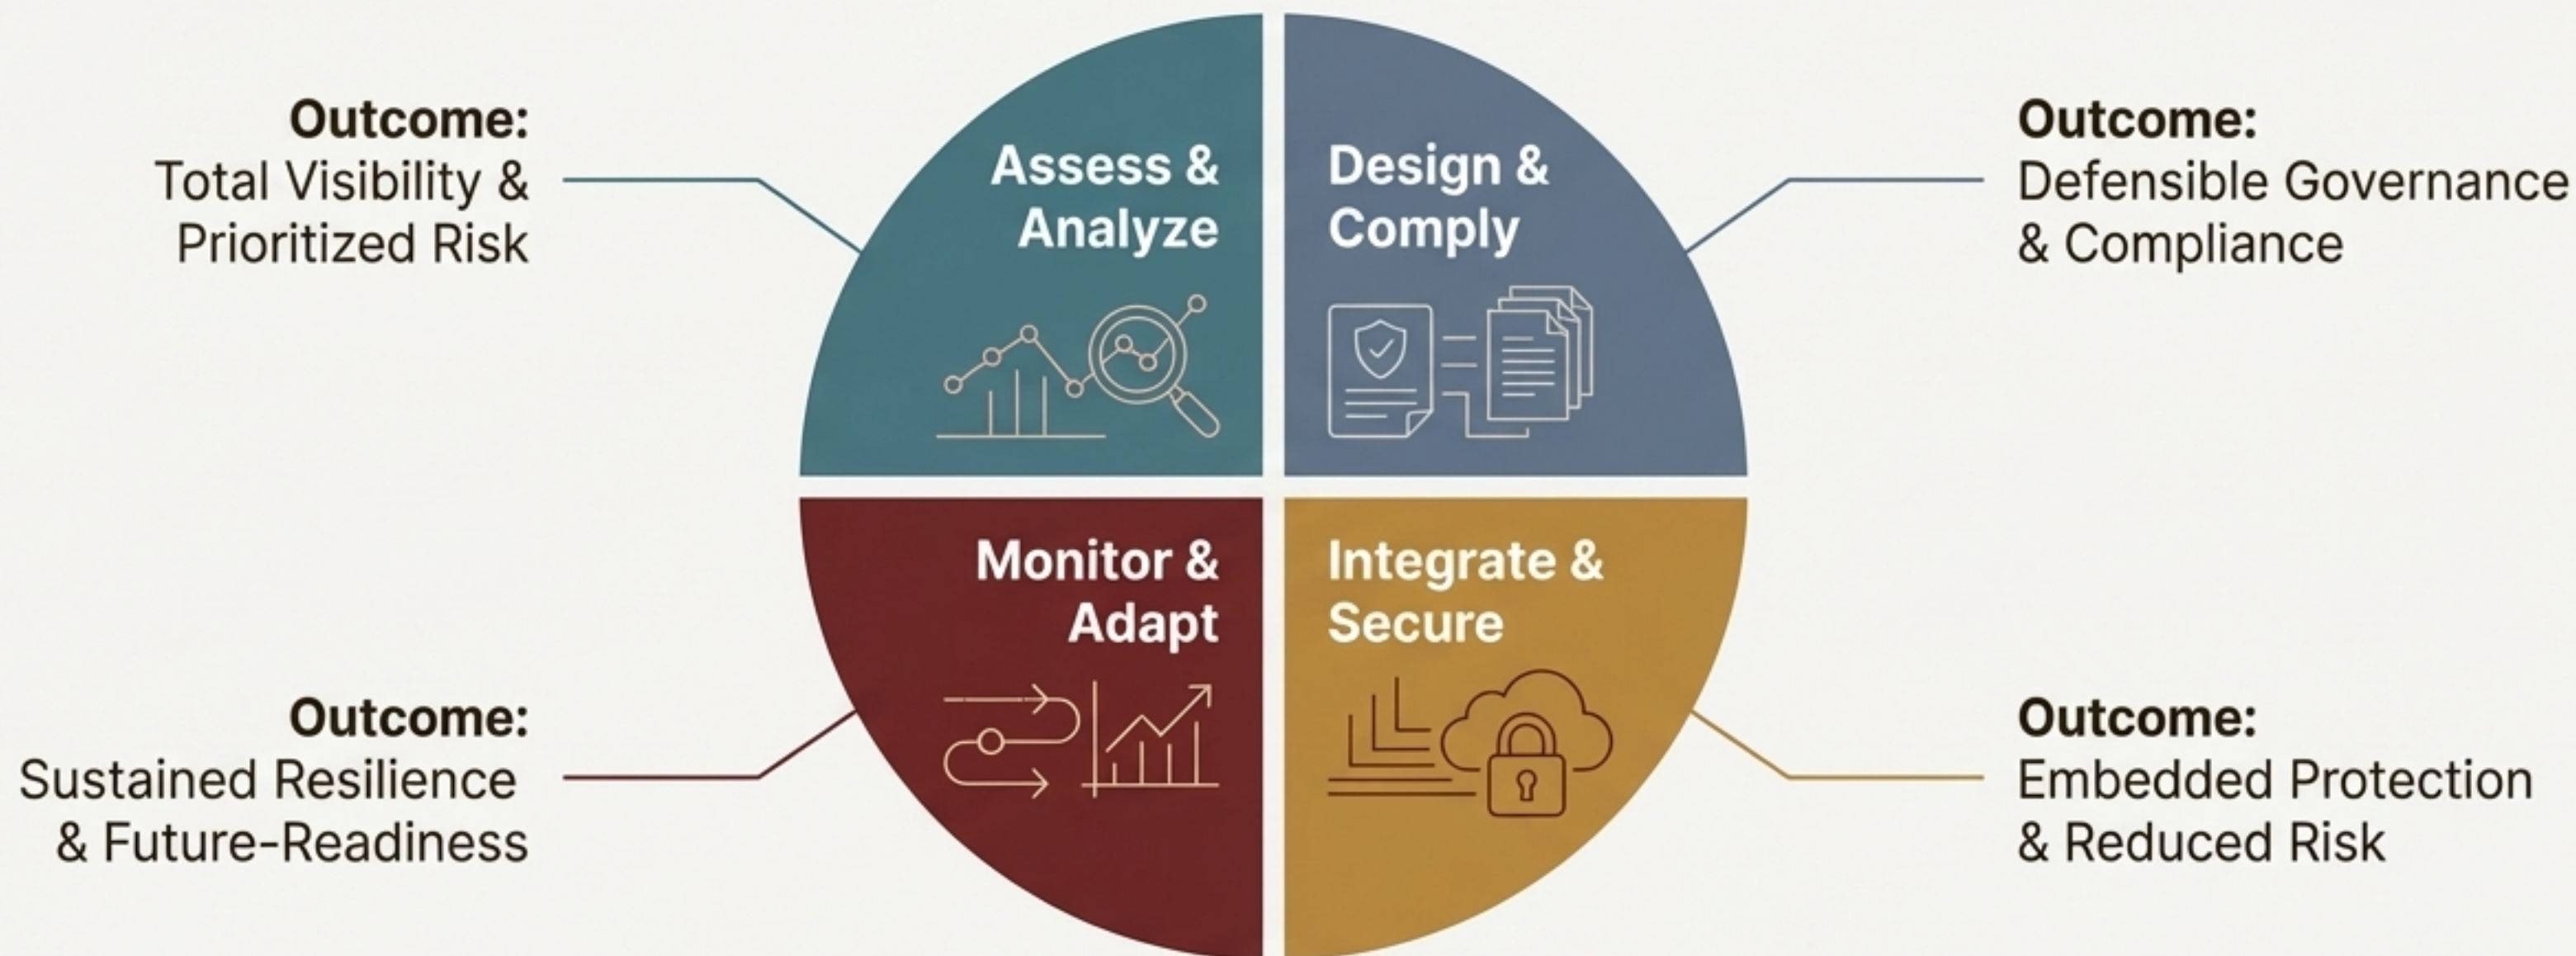 Outcome:
Total Visibility &
Prioritized Risk
Assess &
Analyze
Design &
Comply
Outcome:
Defensible Governance
& Compliance
Outcome:
Sustained Resilience
& Future-Readiness
Monitor &
Adapt
Integrate &
Secure
Outcome:
Embedded Protection
& Reduced Risk